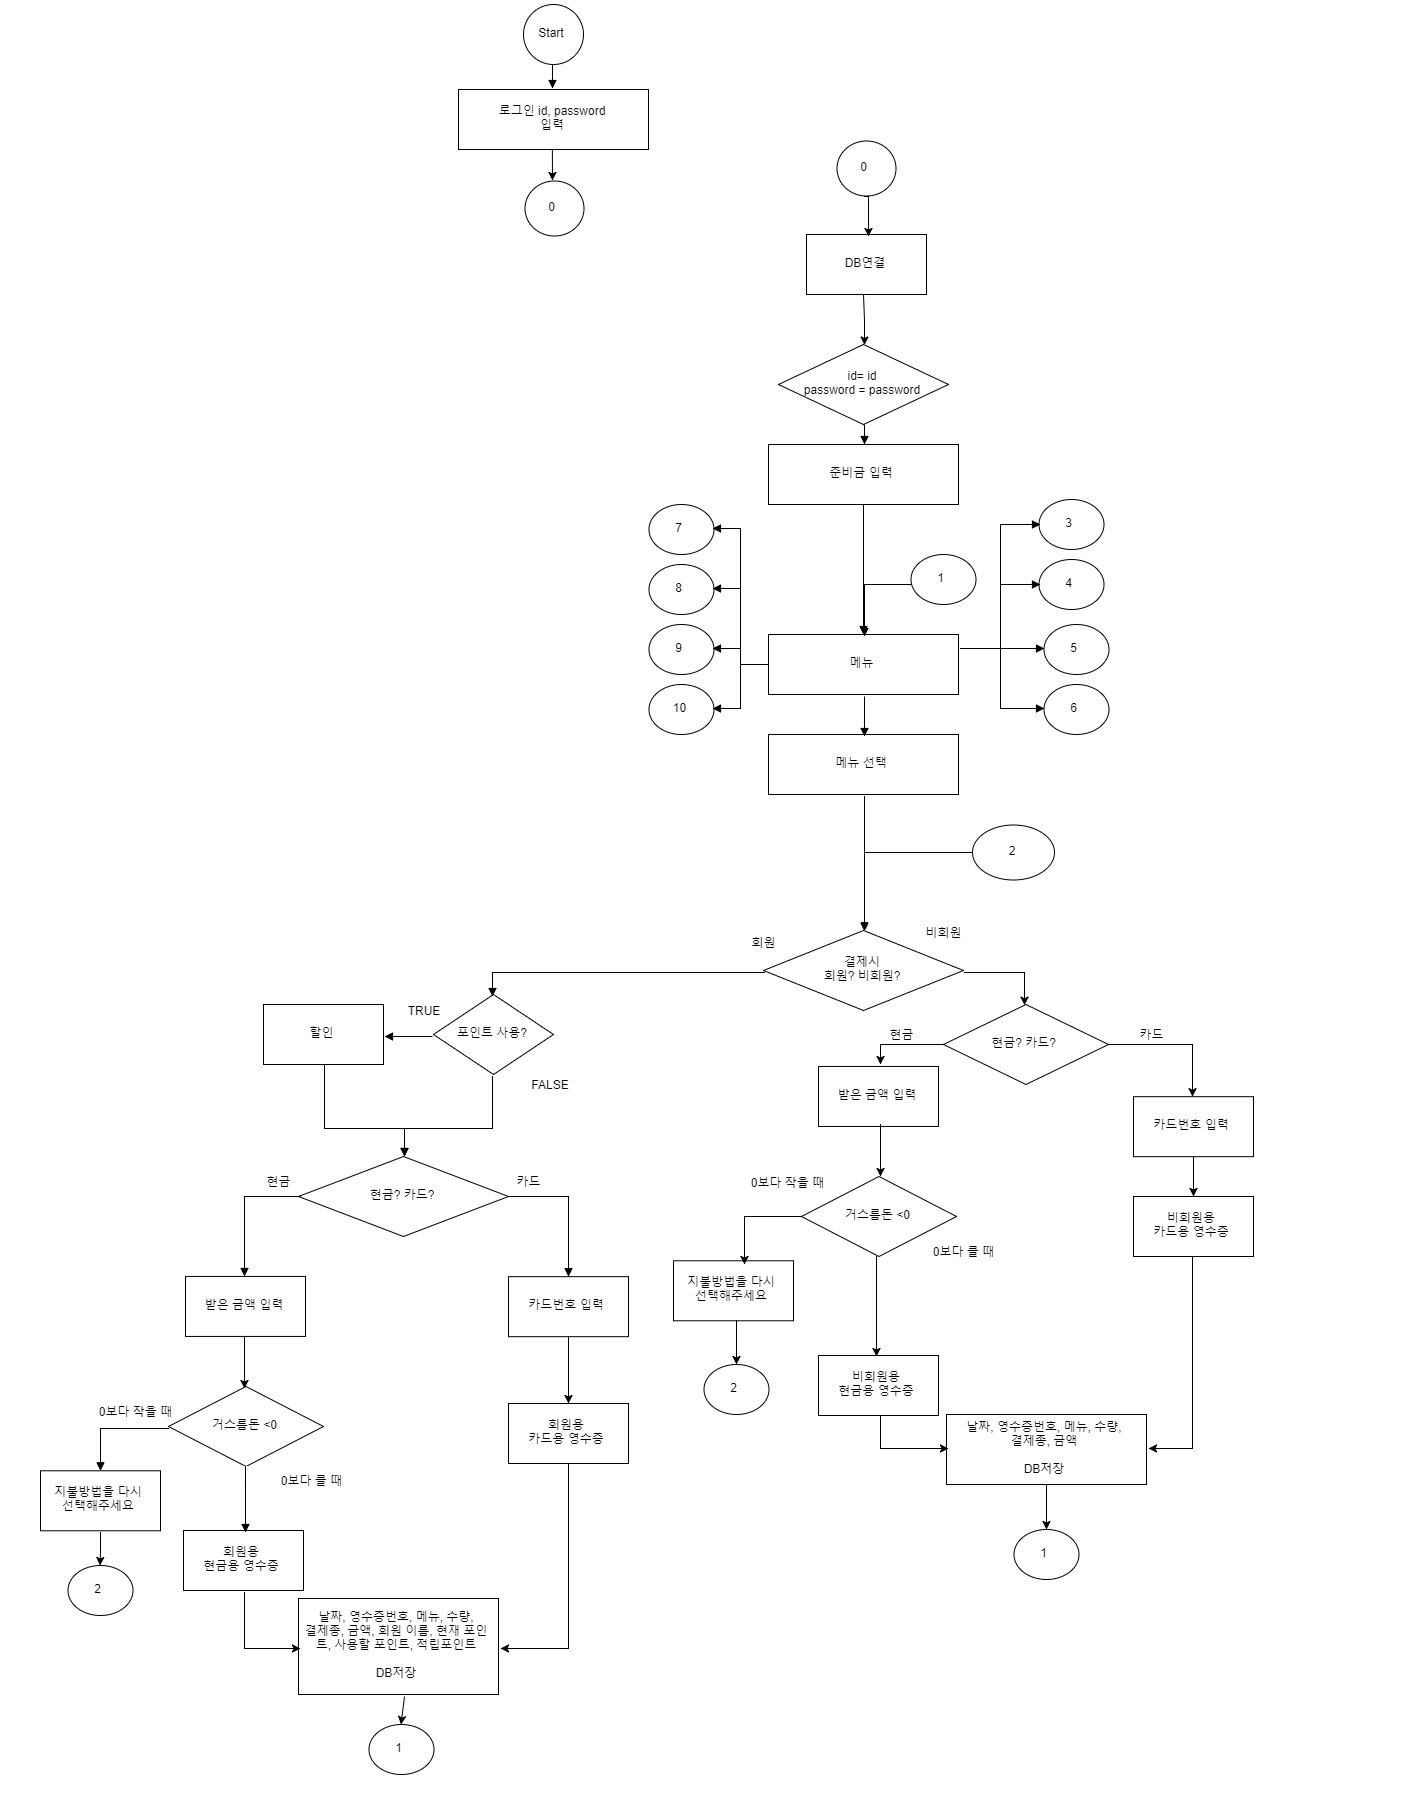 Start
로그인 id, password
입력
0
0
DB연결
id= id
password = password
준비금 입력
7
8
9
10
1
3
4
5
6
메뉴
메뉴 선택
2
회원
비회원
결제시
회원? 비회원?
TRUE
할인
포인트 사용?
FALSE
현금
현금? 카드?
카드
받은 금액 입력
카드번호 입력
0보다 작을 때
거스름돈 <0
0보다 클 때
비회원용
카드용 영수증
지불방법을 다시
선택해주세요
2
비회원용
현금용 영수증
날짜, 영수증번호, 메뉴, 수량,
결제종, 금액
DB저장
1
현금
현금? 카드?
카드
받은 금액 입력
카드번호 입력
0보다 작을 때
거스름돈 <0
0보다 클 때
회원용
카드용 영수증
지불방법을 다시
선택해주세요
2
회원용
현금용 영수증
날짜, 영수증번호, 메뉴, 수량,
결제종, 금액, 회원 이름, 현재 포인
트, 사용할 포인트, 적립포인트
DB저장
1